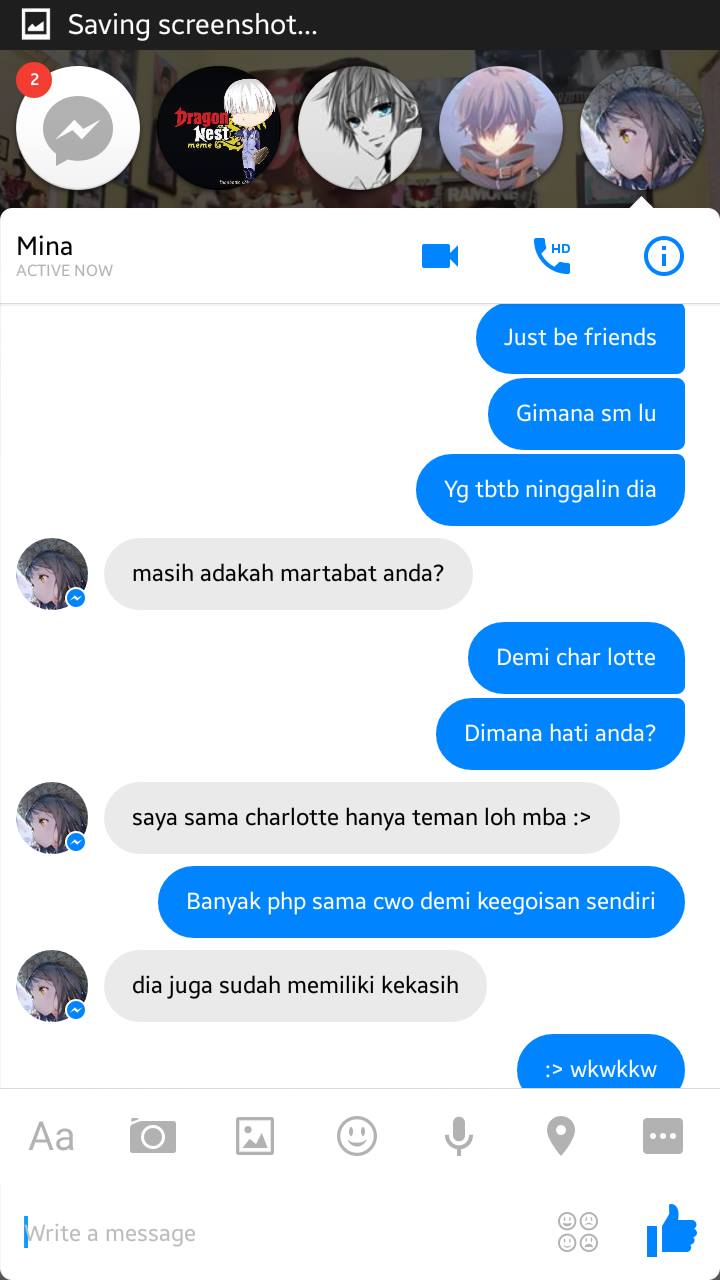 Saving screenshot...
2
Dragon
Nest
meme
RAMONES
Mina
ACTIVE NOW
HD
Just be friends
Gimana sm lu
Yg tbtb ninggalin dia
masih adakah martabat anda?
Demi char lotte
Dimana hati anda?
saya sama charlotte hanya teman loh mba :>
Banyak php sama cwo demi keegoisan sendiri
dia juga sudah memiliki kekasih
:> wkwkkw
Aa
Write a message